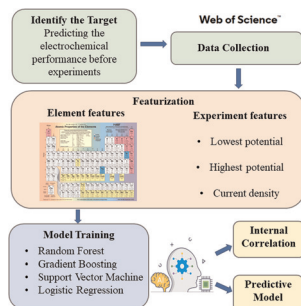 Identify the Target
Predicting the
electrochemical
performance before
experiments
Web of Science™
Data Collection
Featurization
Element features
Experiment features
• Lowest potential
• Highest potential
• Current density
Model Training
• Random Forest
• Gradient Boosting
• Support Vector Machine
• Logistic Regression
Internal
Correlation
Predictive
Model